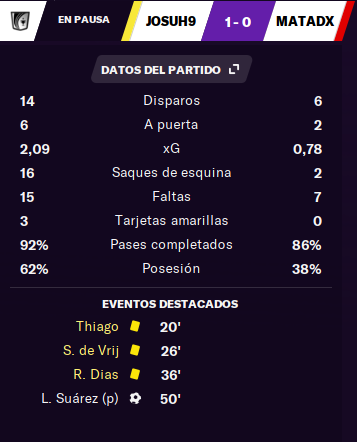 EN PAUSA JOSUH9 1 - 0 MATADX
DATOS DEL PARTIDO
14 Disparos 6
6 A puerta 2
2,09 xG 0,78
16 Saques de esquina 2
15 Faltas 7
3 Tarjetas amarillas 0
92% Pases completados 86%
62% Posesión 38%
EVENTOS DESTACADOS
Thiago 20'
S. de Vrij 26'
R. Dias 36'
L. Suárez (p) 50'